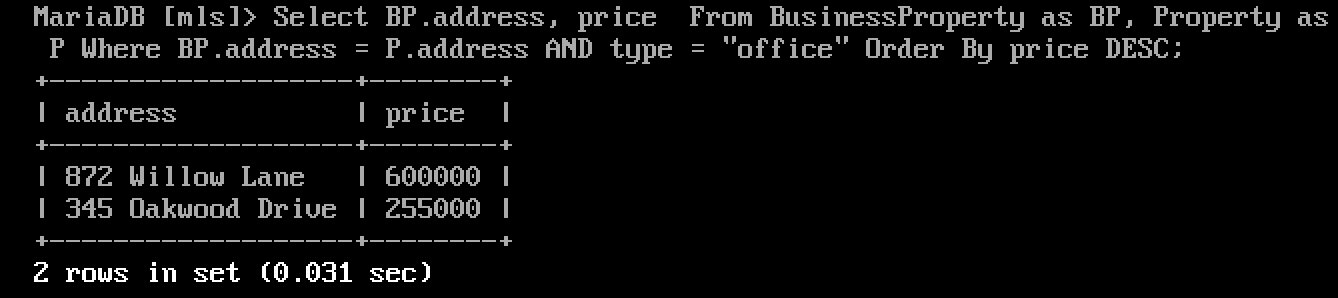 MariaDB [mls]> Select BP.address, price  From BusinessProperty as BP, Property as
 P Where BP.address = P.address AND type = "office" Order By price DESC;
+-------------------+--------+
| address           | price  |
+-------------------+--------+
| 872 Willow Lane   | 600000 |
| 345 Oakwood Drive | 255000 |
+-------------------+--------+
2 rows in set (0.031 sec)